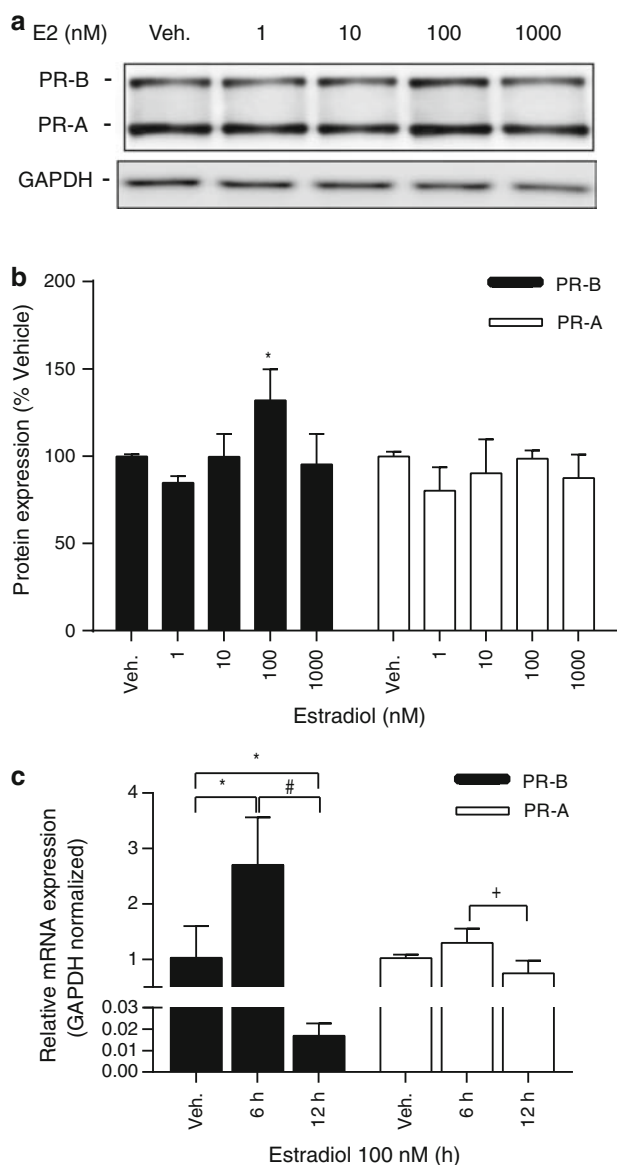 a
E2 (nM) Veh. 1 10 100 1000
PR-B -
PR-A -
GAPDH -
b
Protein expression (% Vehicle)
200
150
100
50
0
*
PR-B
PR-A
Veh. 1 10 100 1000 Veh. 1 10 100 1000
Estradiol (nM)
c
Relative mRNA expression
(GAPDH normalized)
4
3
2
1
0.03
0.02
0.01
0.00
*
* #
+
PR-B
PR-A
Veh. 6 h 12 h Veh. 6 h 12 h
Estradiol 100 nM (h)